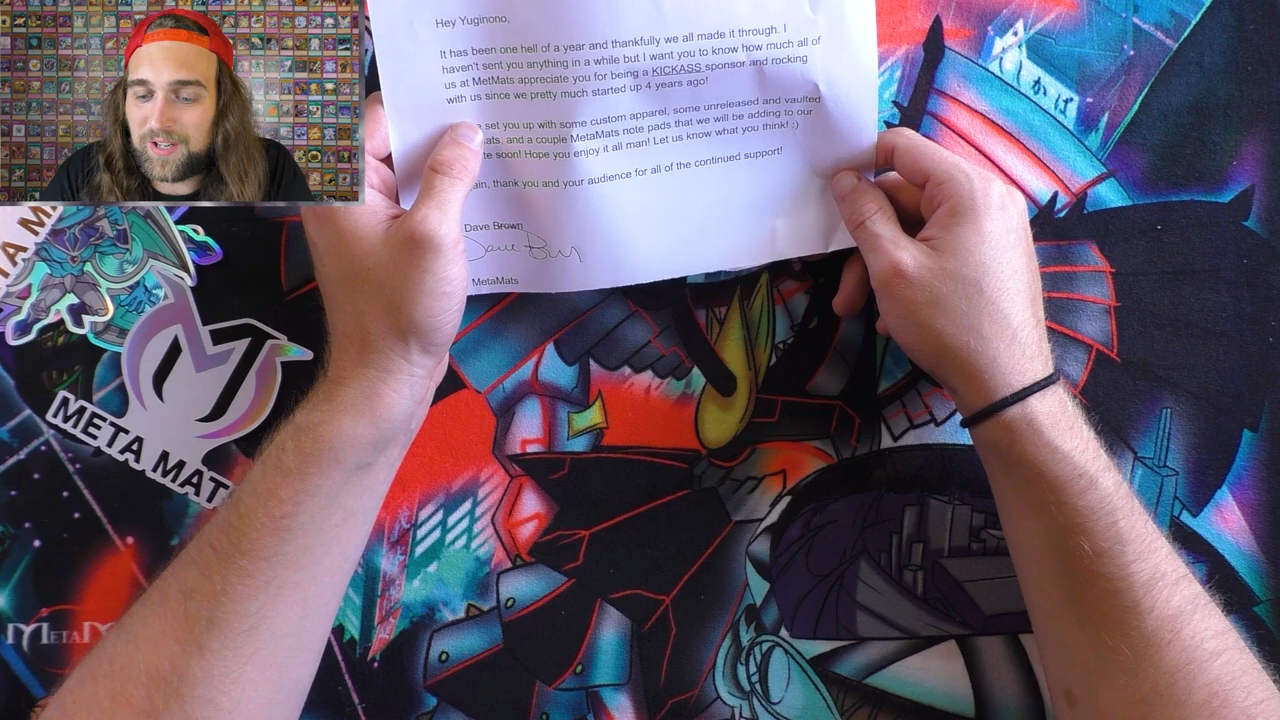 Hey Yuginono,
It has been one hell of a year and thankfully we all made it through. I
haven't sent you anything in a while but I want you to know how much all of
us at MetMats appreciate you for being a KICKASS sponsor and rocking
with us since we pretty much started up 4 years ago!
set you up with some custom apparel, some unreleased and vaulted
ats, and a couple MetaMats note pads that we will be adding to our
te soon! Hope you enjoy it all man! Let us know what you think! :)
ain, thank you and your audience for all of the continued support!
Dave Brown
Dave Brown
MetaMats
TA MA
META MAT
METAM